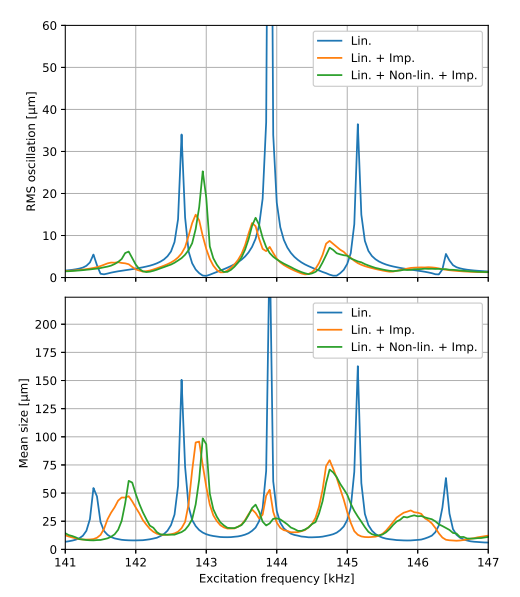 60
50
40
30
20
10
0
RMS oscillation [μm]
Lin.
Lin. + Imp.
Lin. + Non-lin. + Imp.
200
175
150
125
100
75
50
25
0
Mean size [μm]
Lin.
Lin. + Imp.
Lin. + Non-lin. + Imp.
141 142 143 144 145 146 147
Excitation frequency [kHz]